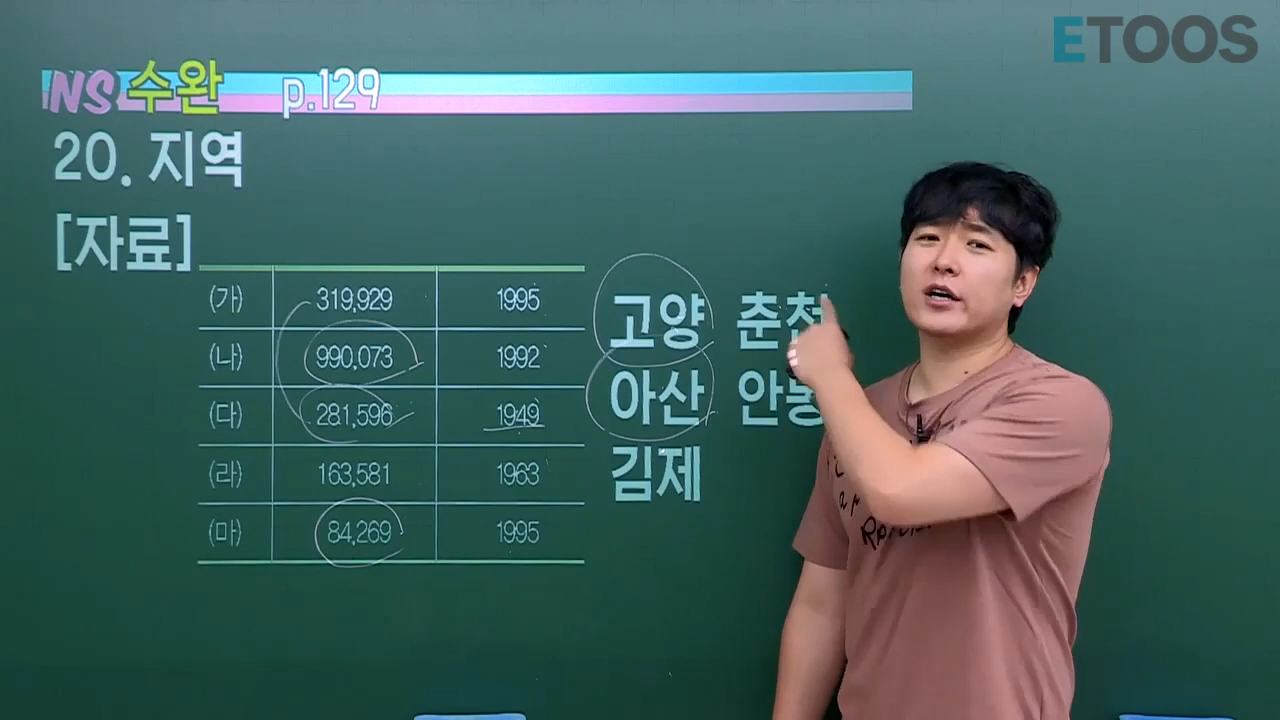 ETOOS
NS 수완 p.129
20. 지역
[자료]
(가) 319,929 1995
(나) 990,073 1992
(다) 281,596 1949
(라) 163,581 1963
(마) 84,269 1995
고양
아산
김제